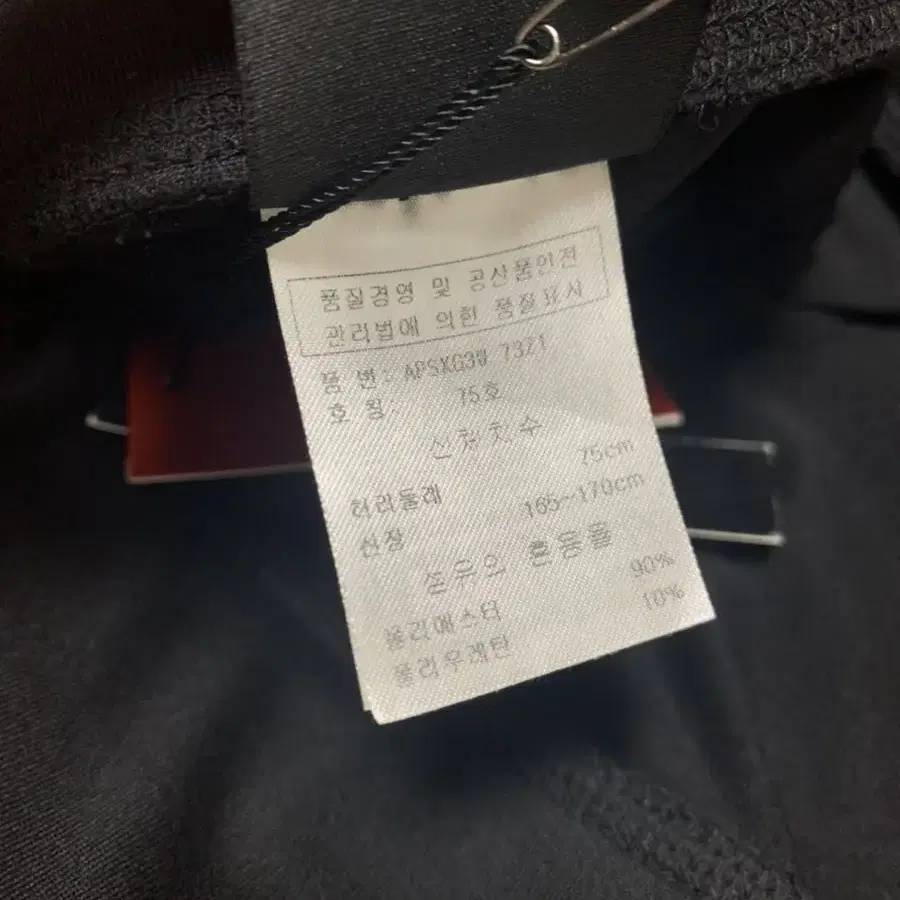 품질경영 및 공산품안전
관리법에 의한 품질표시
품 번: APSXG3W 7321
호 칭: 75호
신체치수
허리둘레 75cm
신장 165~170cm
섬유의 혼용율
폴리에스터 90%
폴리우레탄 10%